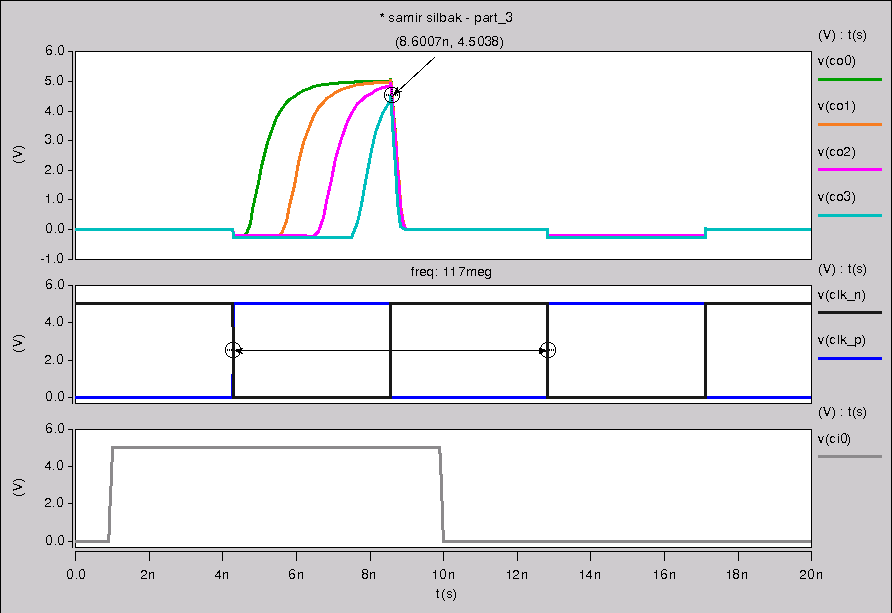 * samir silbak - part_3
(8.6007n, 4.5038)
(V) : t(s)
v(co0)
v(co1)
v(co2)
v(co3)
6.0
5.0
4.0
3.0
2.0
1.0
0.0
-1.0
(V)
freq: 117meg
(V) : t(s)
v(clk_n)
v(clk_p)
6.0
4.0
2.0
0.0
(V)
(V) : t(s)
v(ci0)
6.0
4.0
2.0
0.0
(V)
0.0 2n 4n 6n 8n 10n 12n 14n 16n 18n 20n
t(s)